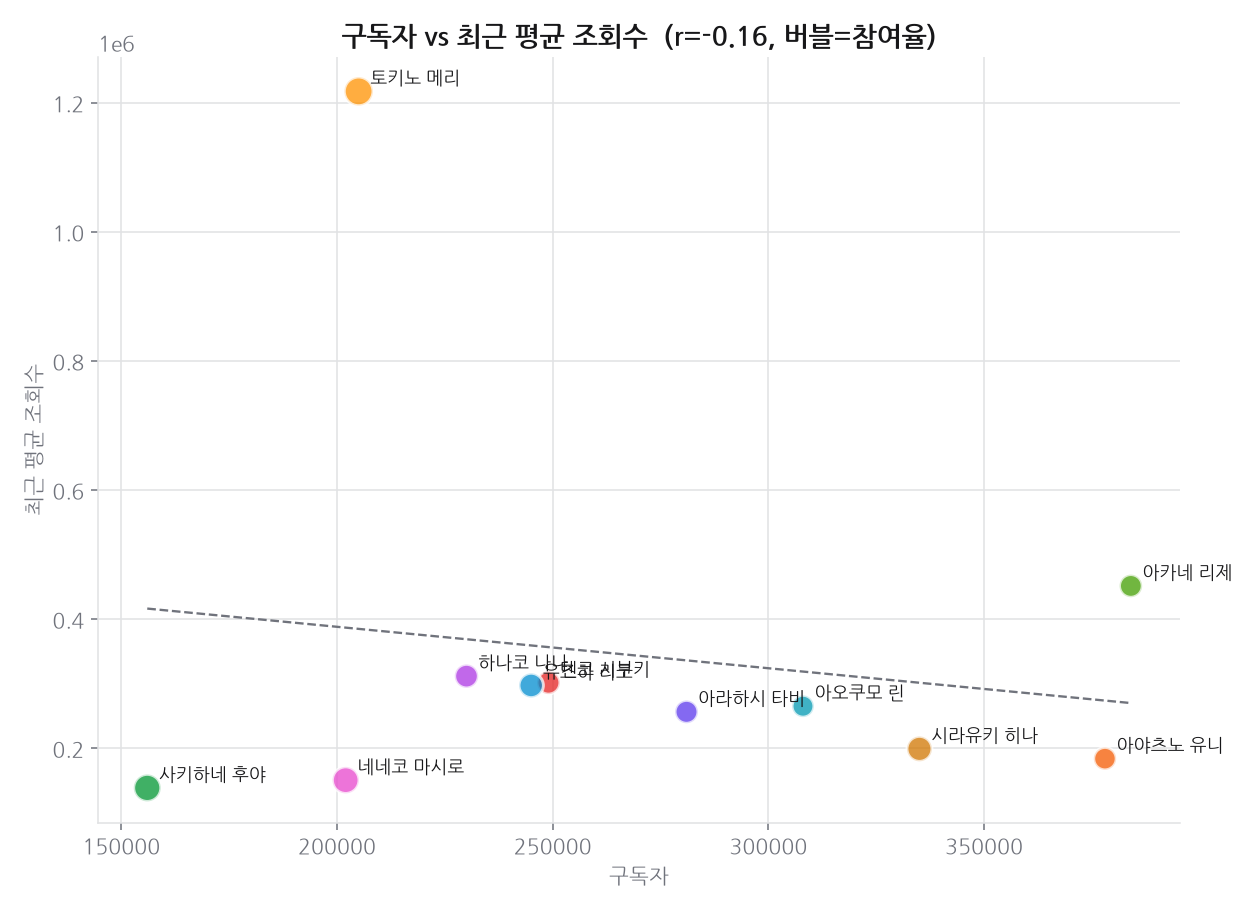 구독자 vs 최근 평균 조회수 (r=-0.16, 버블=참여율)
1e6
토키노 메리
1.2
1.0
0.8
최근 평균 조회수
0.6
아카네 리제
0.4
하나코 나나
유즈하 리코
아라하시 타비
아오쿠모 린
시라유키 히나
아야츠노 유니
0.2
네네코 마시로
사키하네 후야
150000
200000
250000
300000
350000
구독자